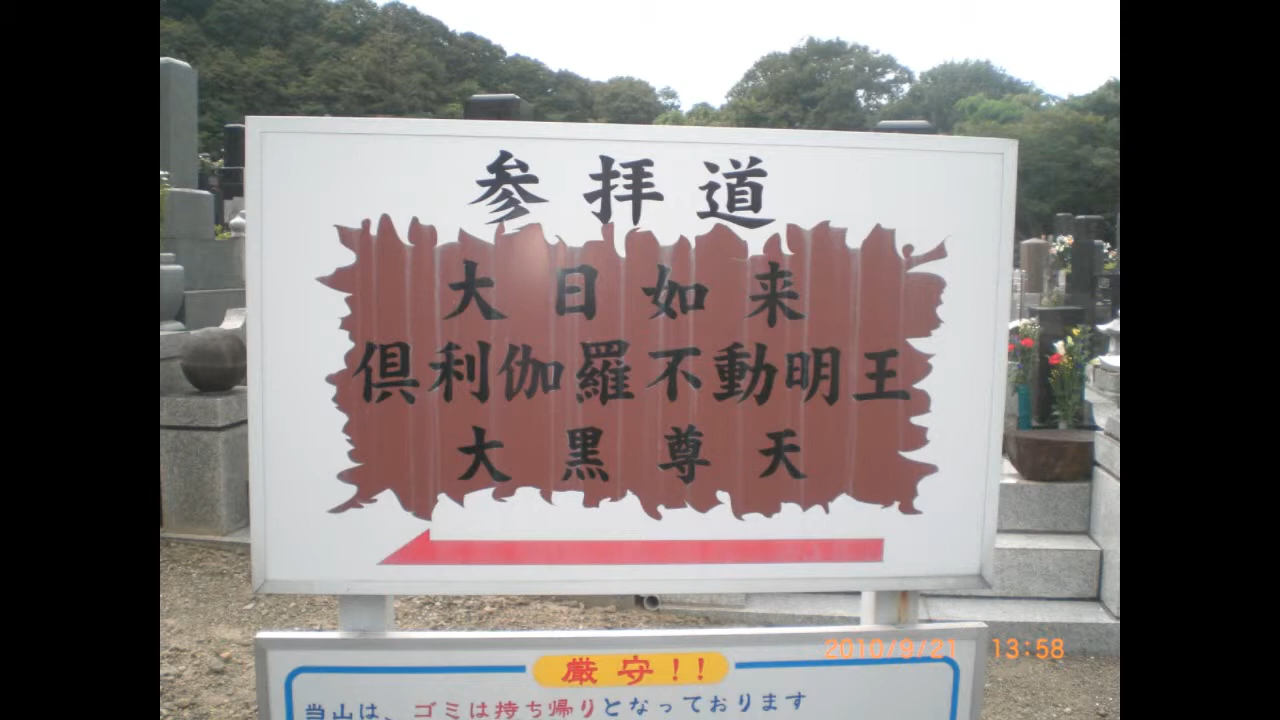 参拝道
大日如来
倶利伽羅不動明王
大黒尊天
2010/9/21 13:58
厳守!!
当山は、ゴミは持ち帰りとなっております